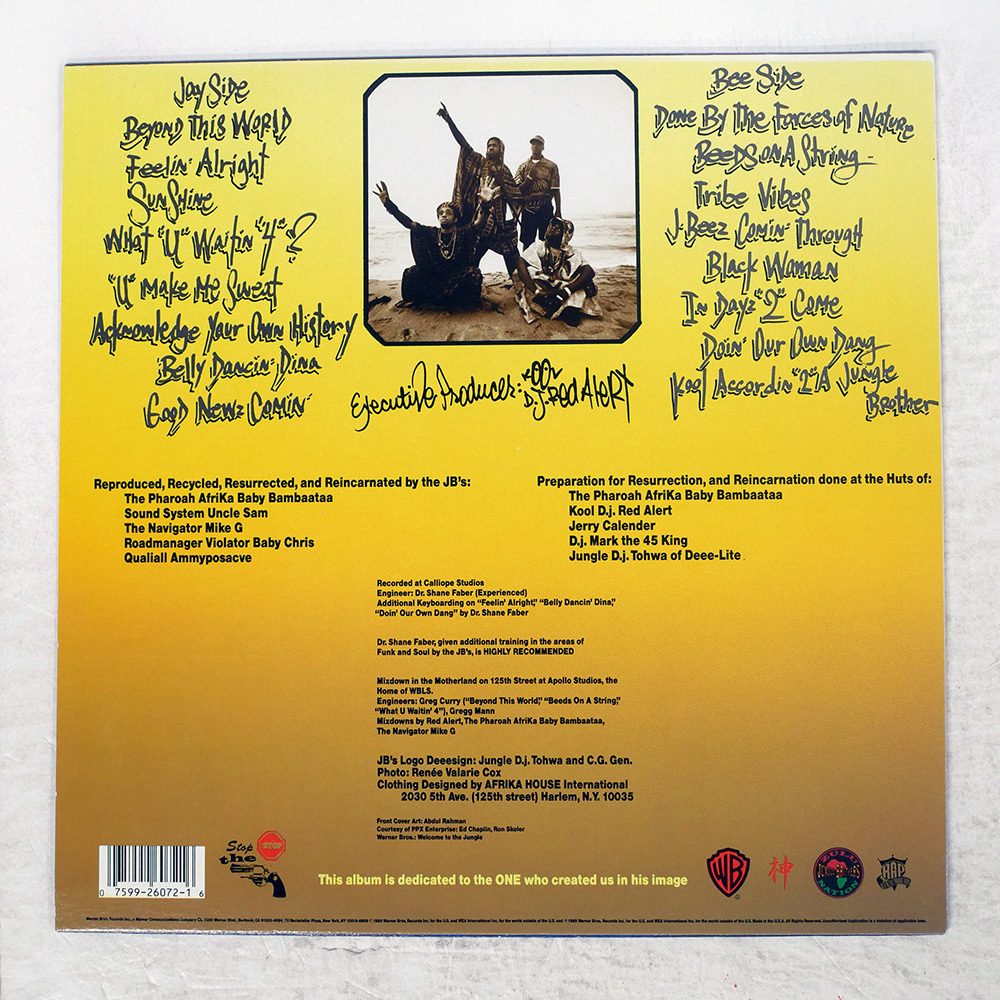 Jay Side
Beyond This World
Feelin' Alright
Sunshine
What "U" Waitin "4"?
"U" Make Me Sweat
Acknowledge Your Own History
Belly Dancin' Dina
Good Newz Comin'
Executive Producer: Kool D.J. Red Alert
Bee Side
Done By The Forces of Nature
Beeds on A String
Tribe Vibes
J. Beez Comin' Through
Black Woman
In Dayz "2" Come
Doin' Our Own Dang
Kool Accordin "2" A Jungle
Brother
Reproduced, Recycled, Resurrected, and Reincarnated by the JB's:
The Pharoah AfriKa Baby Bambaataa
Sound System Uncle Sam
The Navigator Mike G
Roadmanager Violator Baby Chris
Qualiall Ammyposacve
Preparation for Resurrection, and Reincarnation done at the Huts of:
The Pharoah AfriKa Baby Bambaataa
Kool D.j. Red Alert
Jerry Calender
D.j. Mark the 45 King
Jungle D.j. Tohwa of Deee-Lite
Recorded at Calliope Studios
Engineer: Dr. Shane Faber (Experienced)
Additional Keyboarding on "Feelin' Alright," "Belly Dancin' Dina,"
"Doin' Our Own Dang" by Dr. Shane Faber
Dr. Shane Faber, given additional training in the areas of
Funk and Soul by the JB's, is HIGHLY RECOMMENDED
Mixdown in the Motherland on 125th Street at Apollo Studios, the
Home of WBLS.
Engineers: Greg Curry ("Beyond This World," "Beeds On A String,"
"What U Waitin' 4"), Gregg Mann
Mixdowns by Red Alert, The Pharoah AfriKa Baby Bambaataa,
The Navigator Mike G
JB's Logo Deeesign: Jungle D.j. Tohwa and C.G. Gen.
Photo: Renée Valarie Cox
Clothing Designed by AFRIKA HOUSE International
2030 5th Ave. (125th street) Harlem, N.Y. 10035
Front Cover Art: Abdul Rahman
Courtesy of PPX Enterprise: Ed Chaplin, Ron Skoler
Warner Bros.: Welcome to the Jungle
0 7599-26072-1 6
Stop
STOP
the
This album is dedicated to the ONE who created us in his image
WB
神
ZULU
NATION
RAP